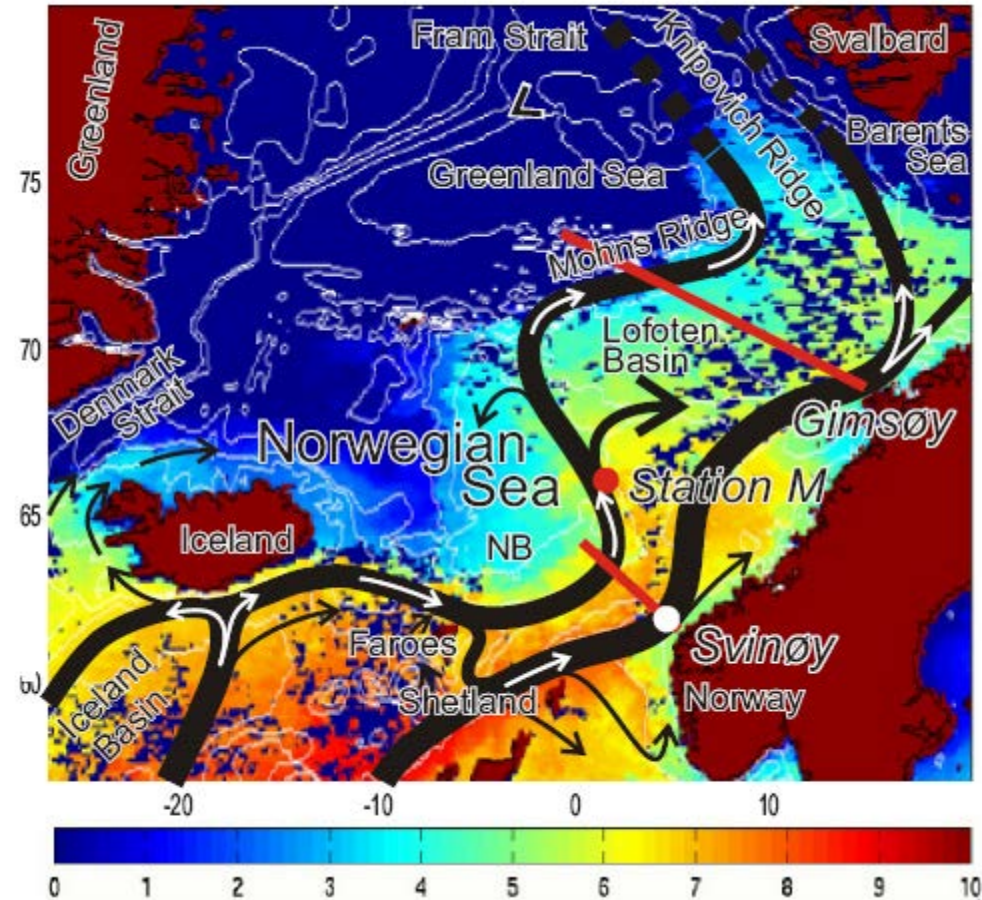 Fram Strait
Knipovich Ridge
Svalbard
Greenland
Barents
Sea
75
Greenland Sea
Mohns Ridge
70
Lofoten
Basin
Denmark
Strait
Gimsøy
Norwegian
Sea
Station M
65
Iceland
NB
Faroes
Svinøy
60
Iceland
Basin
Shetland
Norway
-20
-10
0
10
0
1
2
3
4
5
6
7
8
9
10